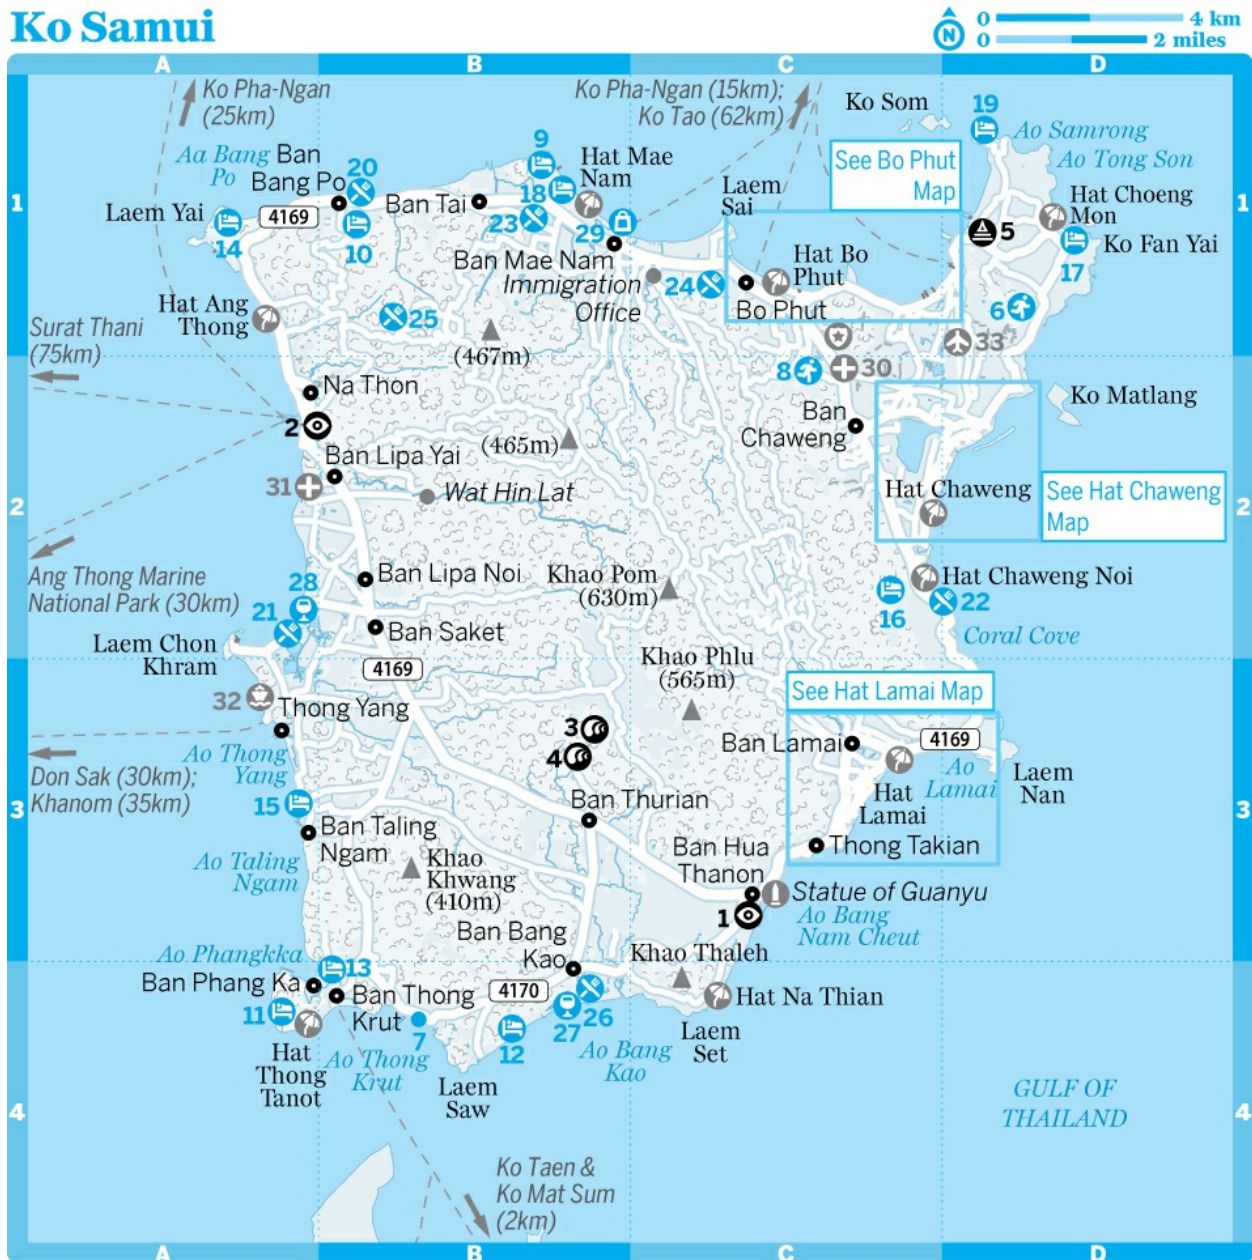 Ko Samui
N
0 4 km
0 2 miles
A B C D
Ko Pha-Ngan
(25km)
Ko Pha-Ngan (15km);
Ko Tao (62km)
Ko Som
19
Ao Samrong
Ao Tong Son
See Bo Phut
Map
Aa Bang
Po
Ban
Bang Po
20
9
Hat Mae
Nam
18
Laem
Sai
Hat Choeng
Mon
1
1
Laem Yai
4169
Ban Tai
23
29
5
Ko Fan Yai
14
10
Ban Mae Nam
Hat Bo
Phut
17
Immigration
Office
24
Bo Phut
6
Hat Ang
Thong
25
Surat Thani
(75km)
(467m)
33
8
30
Na Thon
Ko Matlang
2
Ban
Chaweng
(465m)
Ban Lipa Yai
31
Wat Hin Lat
Hat Chaweng
See Hat Chaweng
Map
2
2
Ang Thong Marine
National Park (30km)
28
Ban Lipa Noi
Khao Pom
(630m)
Hat Chaweng Noi
16
22
21
Ban Saket
Coral Cove
Laem Chon
Khram
4169
Khao Phlu
(565m)
See Hat Lamai Map
32
Thong Yang
3
4
Ban Lamai
4169
Ao Thong
Yang
Ao
Lamai
Laem
Nan
Don Sak (30km);
Khanom (35km)
Hat
Lamai
15
Ban Thurian
3
3
Ban Taling
Ngam
Thong Takian
Ao Taling
Ngam
Khao
Khwang
(410m)
Ban Hua
Thanon
Statue of Guanyu
1
Ao Bang
Nam Cheut
Ban Bang
Kao
Khao Thaleh
Ao Phangkka
13
Ban Phang Ka
Ban Thong
Krut
4170
Hat Na Thian
11
7
12
27
26
Laem
Set
Hat
Thong
Tanot
Ao Thong
Krut
Ao Bang
Kao
Laem
Saw
GULF OF
THAILAND
4
4
Ko Taen &
Ko Mat Sum
(2km)
A B C D